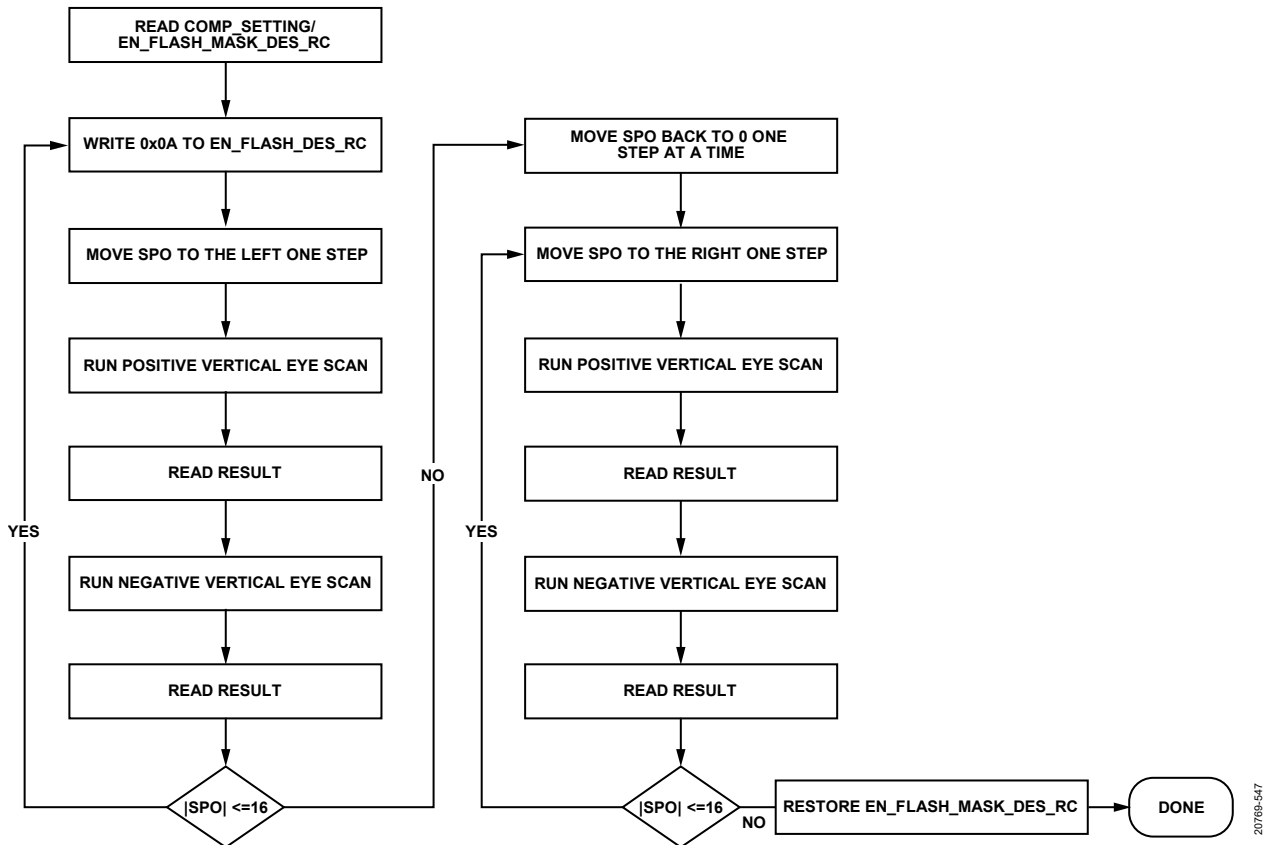 READ COMP_SETTING/
EN_FLASH_MASK_DES_RC
WRITE 0x0A TO EN_FLASH_DES_RC
MOVE SPO TO THE LEFT ONE STEP
RUN POSITIVE VERTICAL EYE SCAN
READ RESULT
YES
RUN NEGATIVE VERTICAL EYE SCAN
READ RESULT
|SPO| <=16
NO
MOVE SPO BACK TO 0 ONE
STEP AT A TIME
MOVE SPO TO THE RIGHT ONE STEP
RUN POSITIVE VERTICAL EYE SCAN
READ RESULT
YES
RUN NEGATIVE VERTICAL EYE SCAN
READ RESULT
|SPO| <=16
NO
RESTORE EN_FLASH_MASK_DES_RC
DONE
20769-547